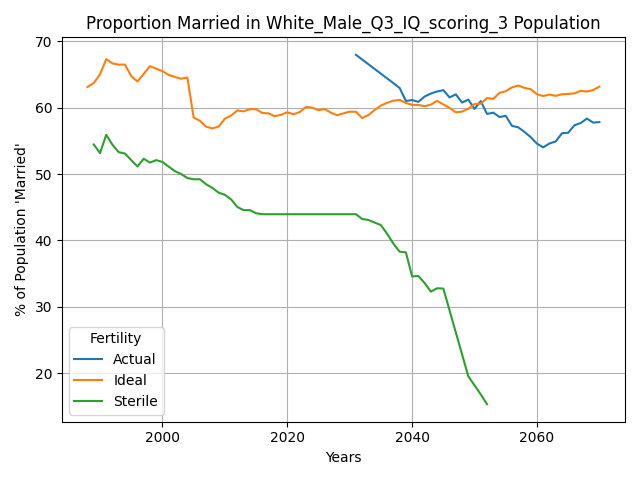 Proportion Married in White_Male_Q3_IQ_scoring_3 Population
70
60
50
40
30
20
% of Population 'Married'
Fertility
Actual
Ideal
Sterile
2000
2020
2040
2060
Years